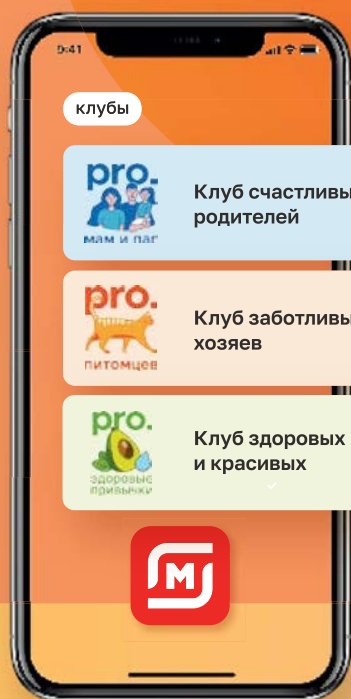 9:41
клубы
pro.
мам и пап
Клуб счастливы
родителей
pro.
питомцев
Клуб заботливы
хозяев
pro.
здоровые
привычки
Клуб здоровых
и красивых
М